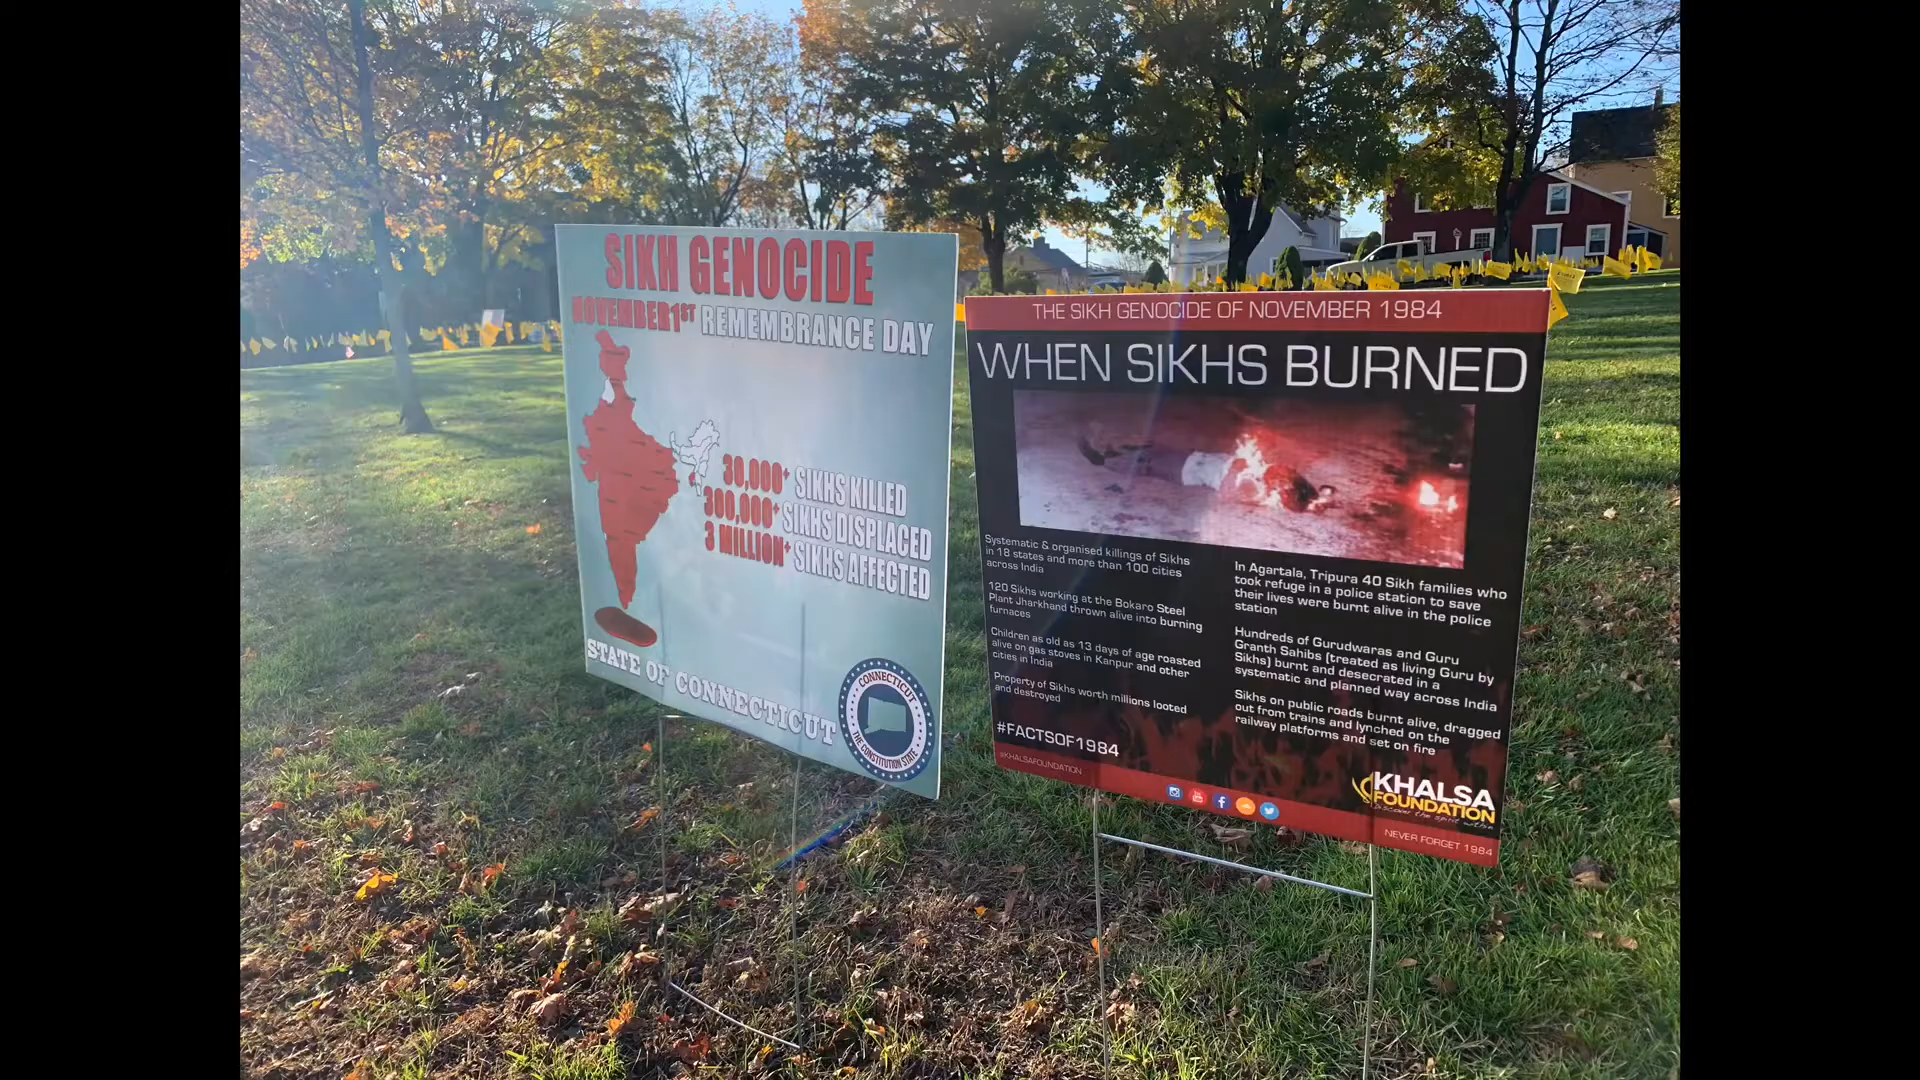 SIKH GENOCIDE
NOVEMBER 1ST REMEMBRANCE DAY
30,000+ SIKHS KILLED
300,000+ SIKHS DISPLACED
3 MILLION+ SIKHS AFFECTED
STATE OF CONNECTICUT
CONNECTICUT
THE CONSTITUTION STATE
THE SIKH GENOCIDE OF NOVEMBER 1984
WHEN SIKHS BURNED
Systematic & organised killings of Sikhs
in 18 states and more than 100 cities
across India
120 Sikhs working at the Bokaro Steel
Plant Jharkhand thrown alive into burning
furnaces
Children as old as 13 days of age roasted
alive on gas stoves in Kanpur and other
cities in India
Property of Sikhs worth millions looted
and destroyed
#FACTSOF1984
In Agartala, Tripura 40 Sikh families who
took refuge in a police station to save
their lives were burnt alive in the police
station
Hundreds of Gurudwaras and Guru
Granth Sahibs (treated as living Guru by
Sikhs) burnt and desecrated in a
systematic and planned way across India
Sikhs on public roads burnt alive, dragged
out from trains and lynched on the
railway platforms and set on fire
KHALSA
FOUNDATION
Discover the spirit within
@KHALSAFOUNDATION
NEVER FORGET 1984